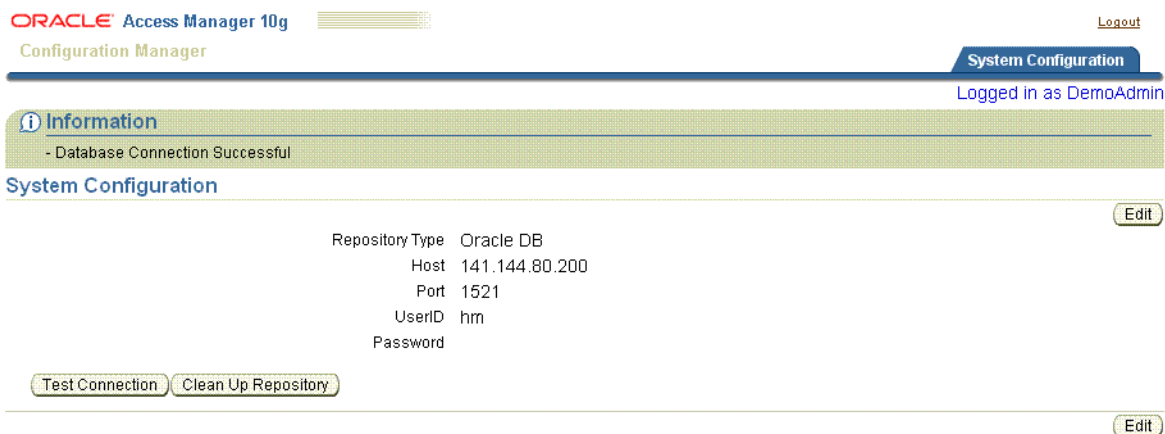 ORACLE Access Manager 10g
Logout
Configuration Manager
System Configuration
Logged in as DemoAdmin
Information
- Database Connection Successful
System Configuration
Edit
Repository Type Oracle DB
Host 141.144.80.200
Port 1521
UserID hm
Password
Test Connection Clean Up Repository
Edit